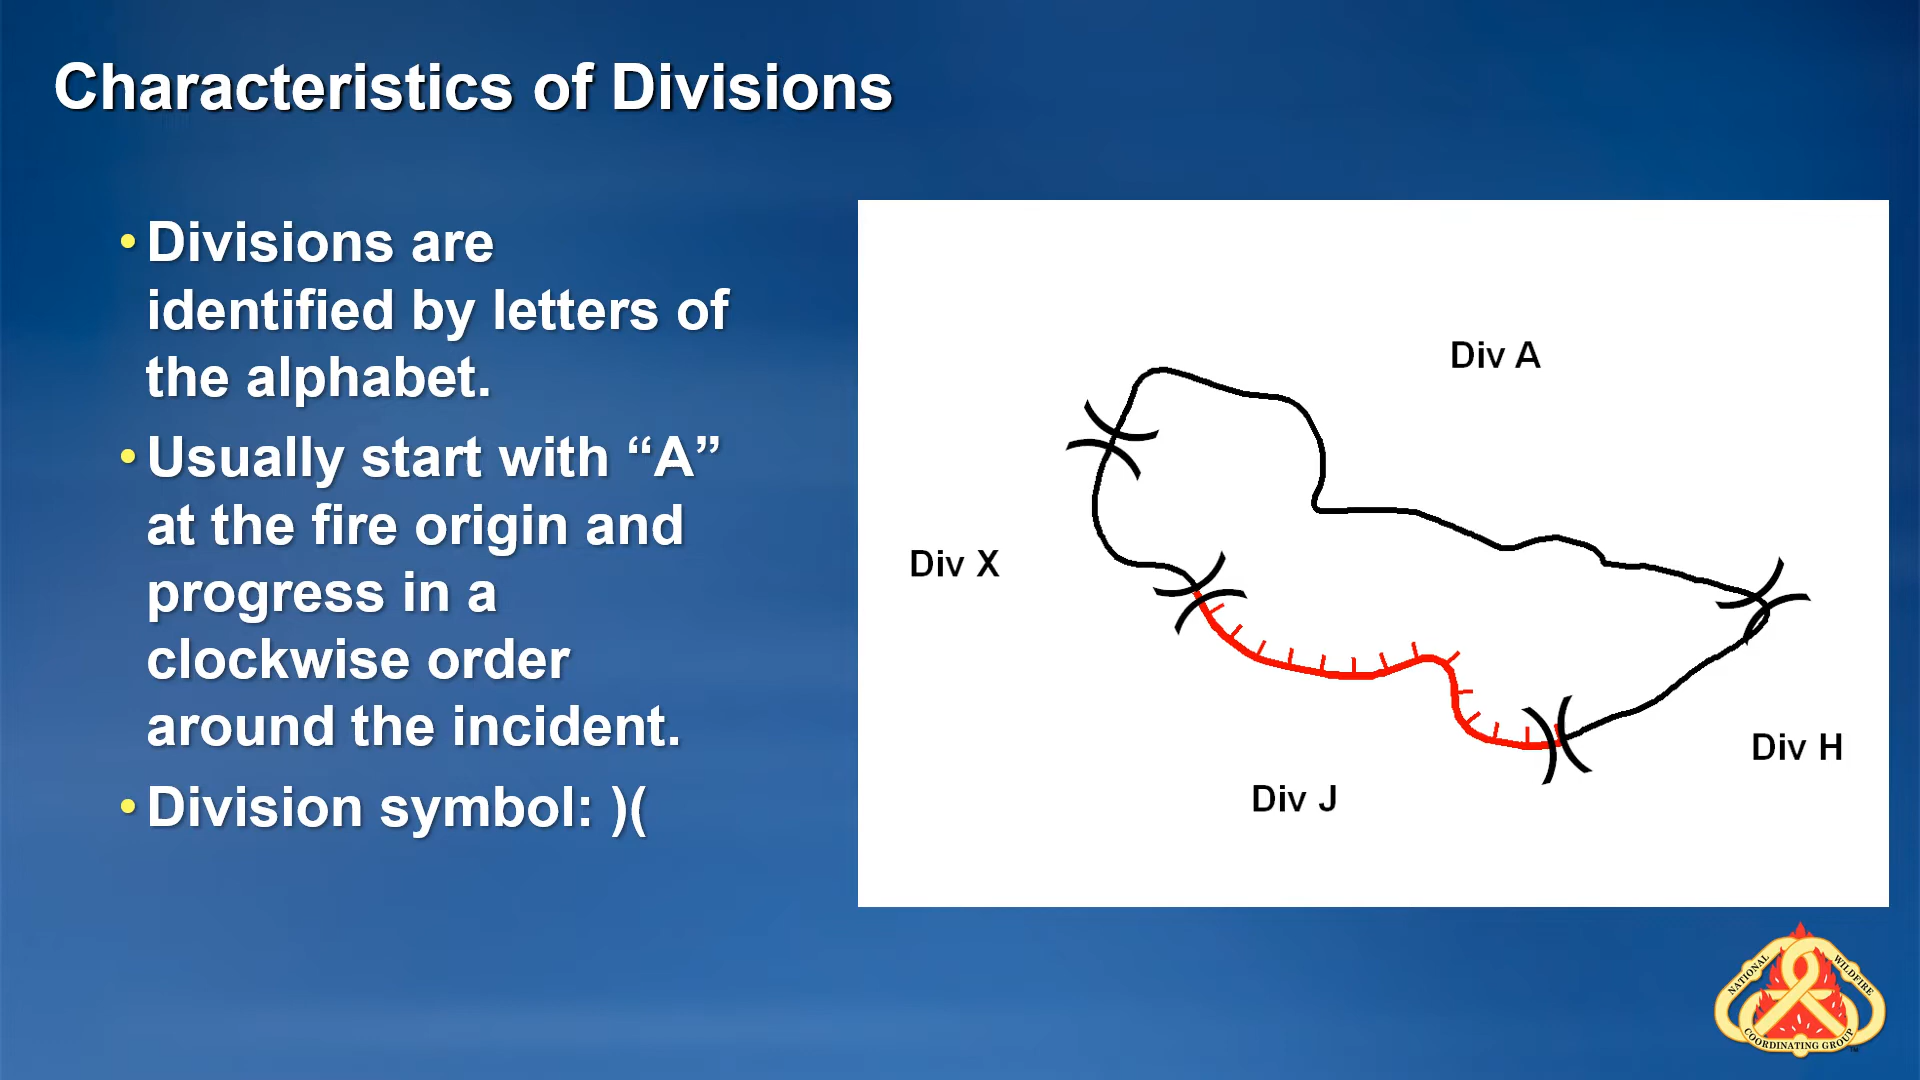 Characteristics of Divisions
• Divisions are
identified by letters of
the alphabet.
• Usually start with “A”
at the fire origin and
progress in a
clockwise order
around the incident.
• Division symbol: )(
Div A
Div X
Div H
Div J
NATIONAL WILDFIRE
COORDINATING GROUP